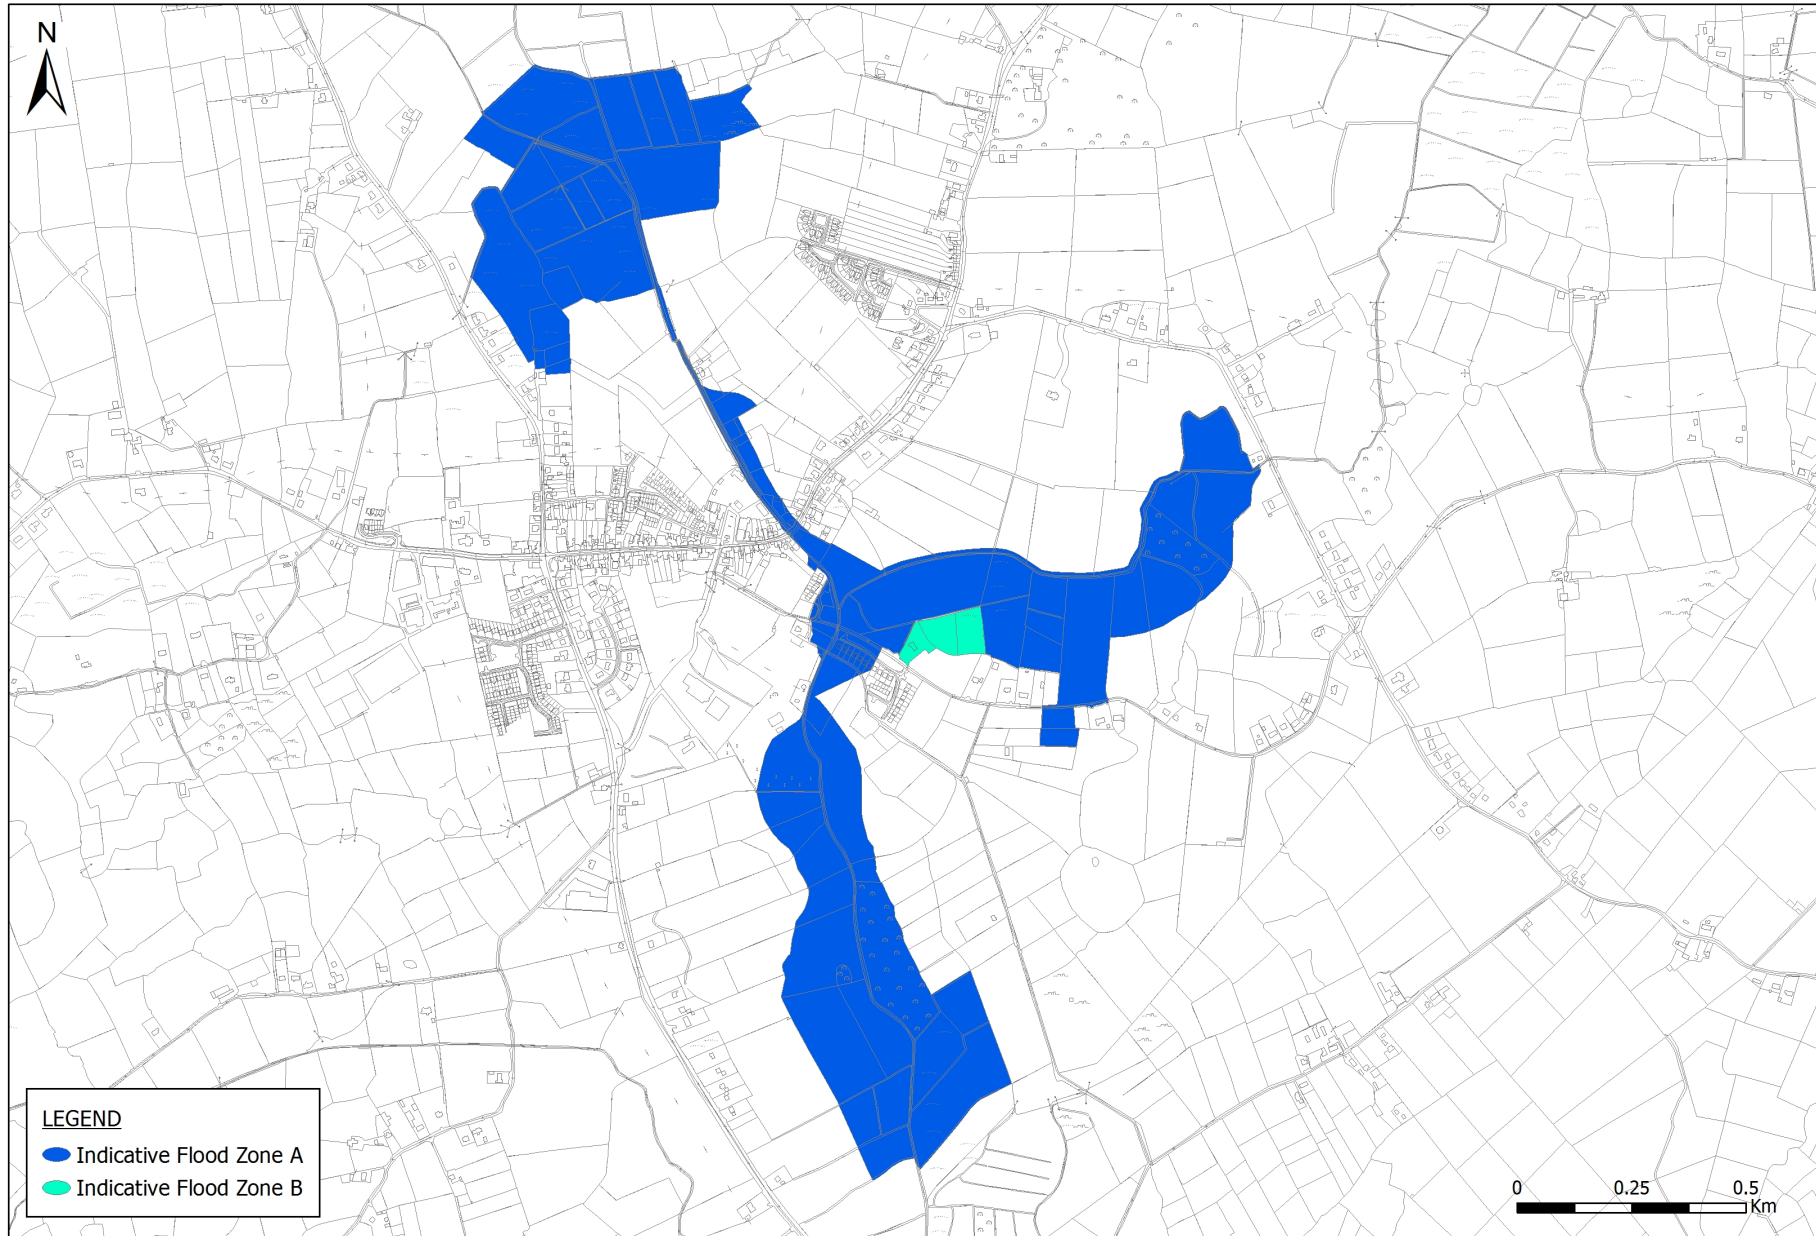 N
LEGEND
Indicative Flood Zone A
Indicative Flood Zone B
0 0.25 0.5
Km